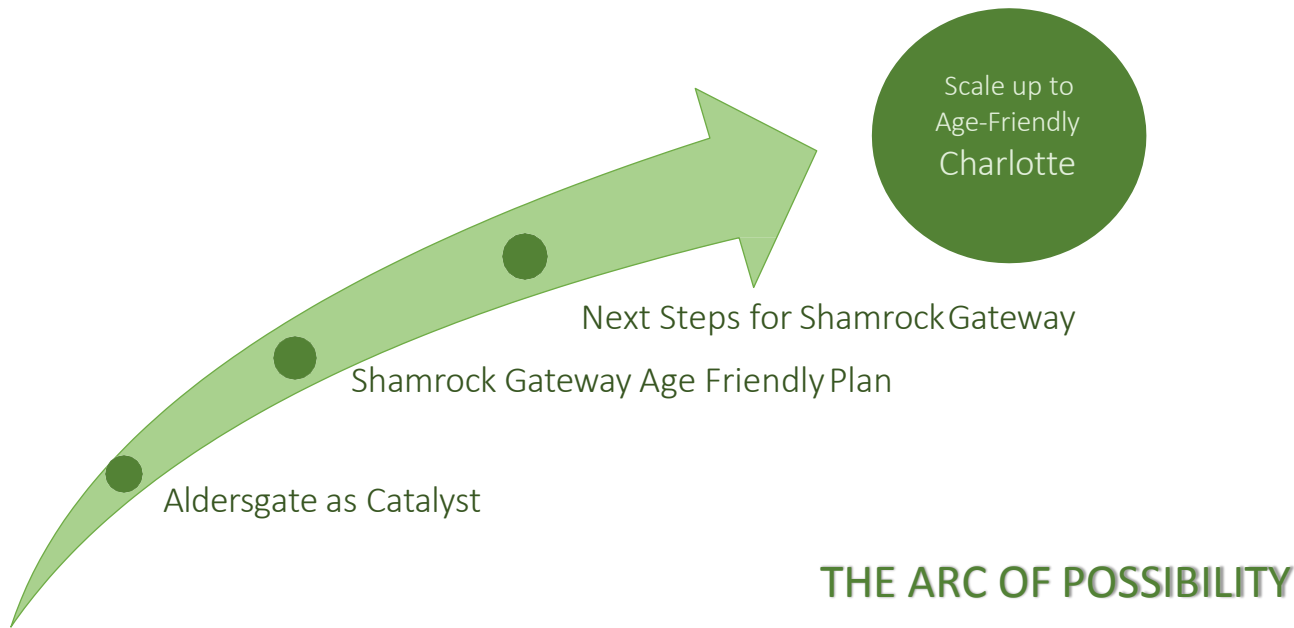 Scale up to
Age-Friendly
Charlotte
Next Steps for Shamrock Gateway
Shamrock Gateway Age Friendly Plan
Aldersgate as Catalyst
THE ARC OF POSSIBILITY